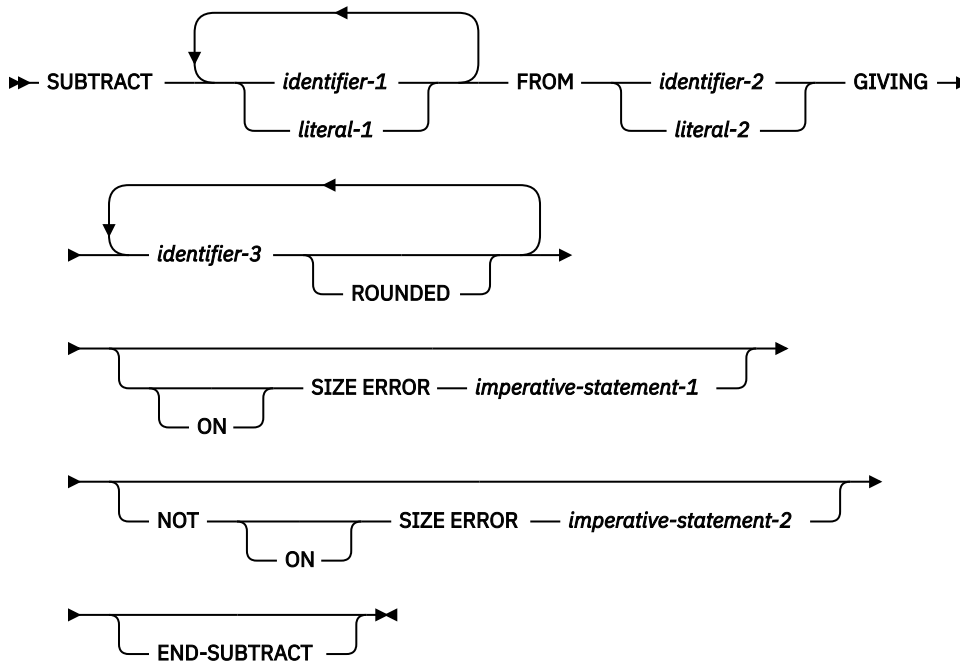 SUBTRACT identifier-1 FROM identifier-2 GIVING
literal-1 literal-2
identifier-3
ROUNDED
SIZE ERROR imperative-statement-1
ON
NOT SIZE ERROR imperative-statement-2
ON
END-SUBTRACT